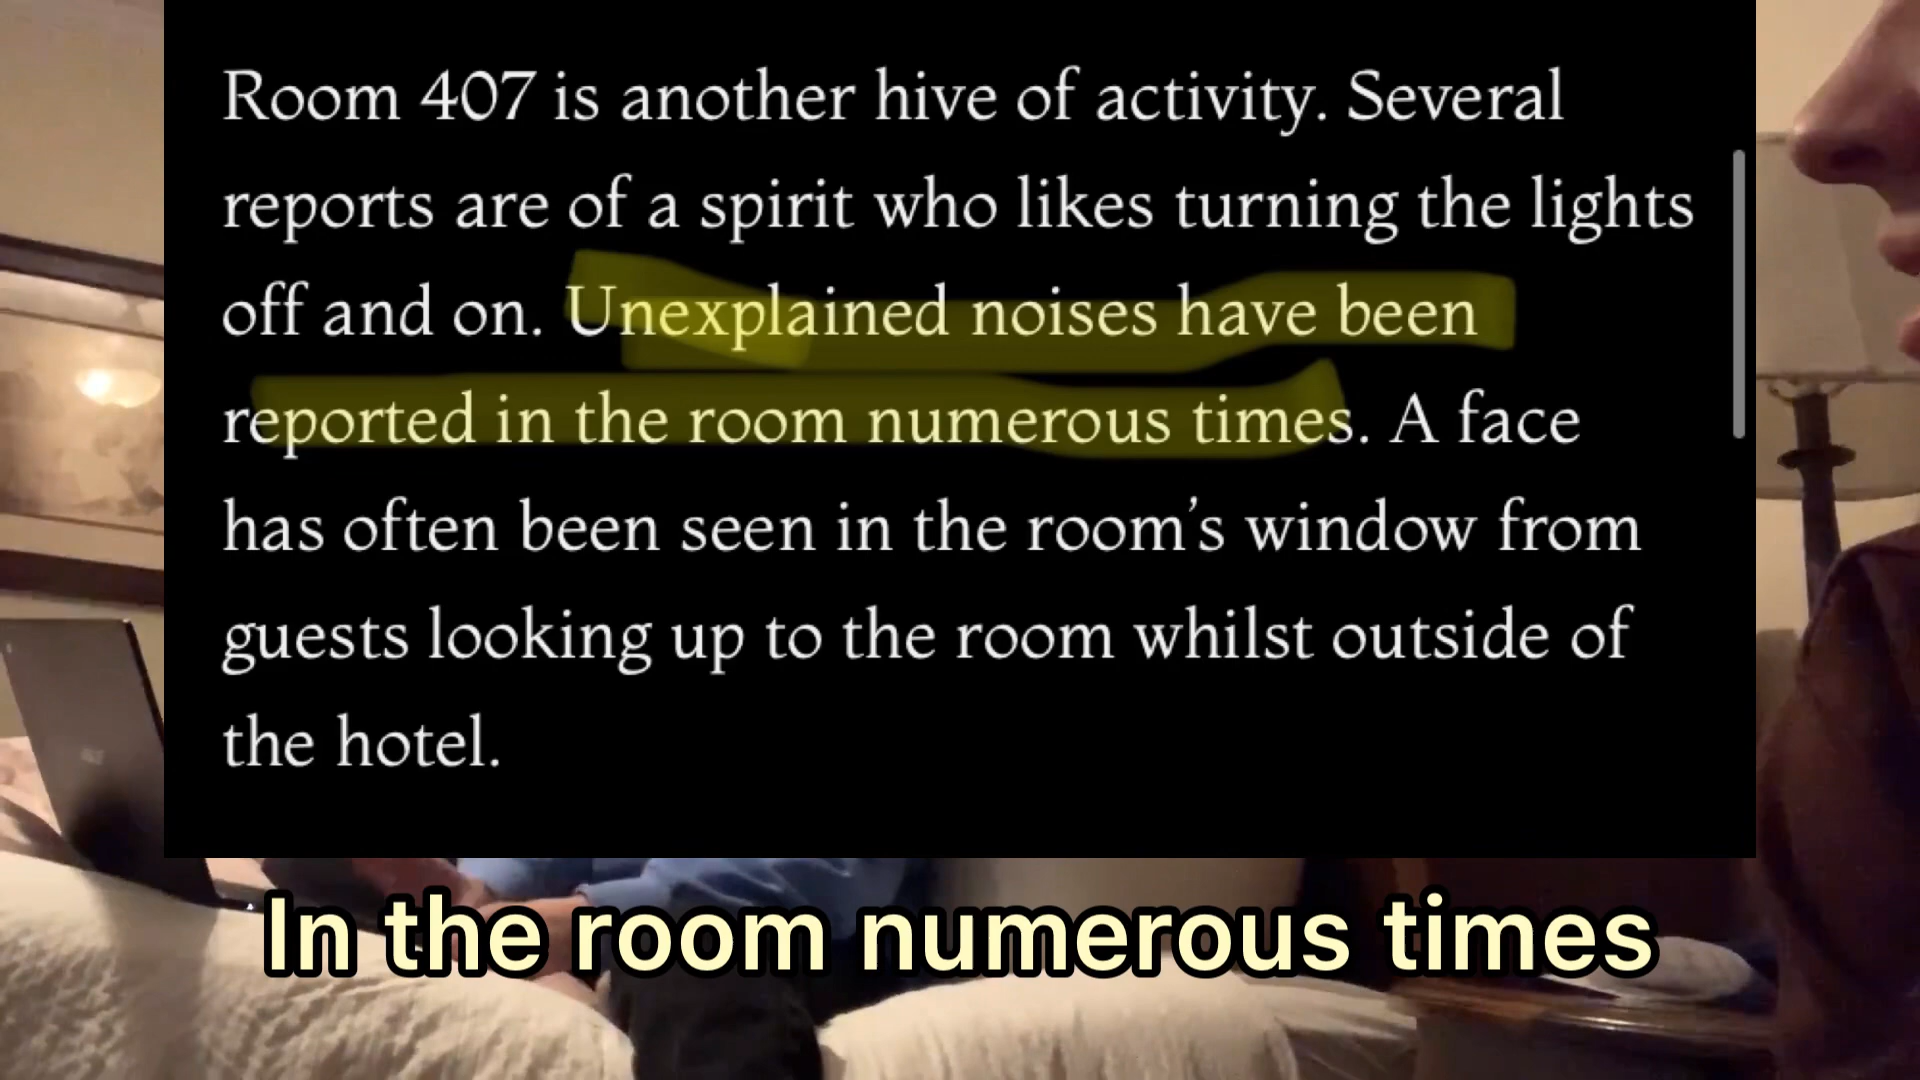 Room 407 is another hive of activity. Several
reports are of a spirit who likes turning the lights
off and on. Unexplained noises have been
reported in the room numerous times. A face
has often been seen in the room’s window from
guests looking up to the room whilst outside of
the hotel.
In the room numerous times